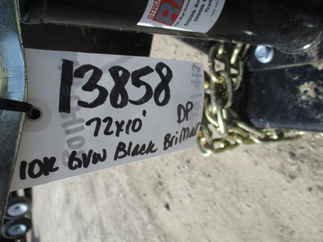 13858
72x10'
DP
10K GVW Black BriMar